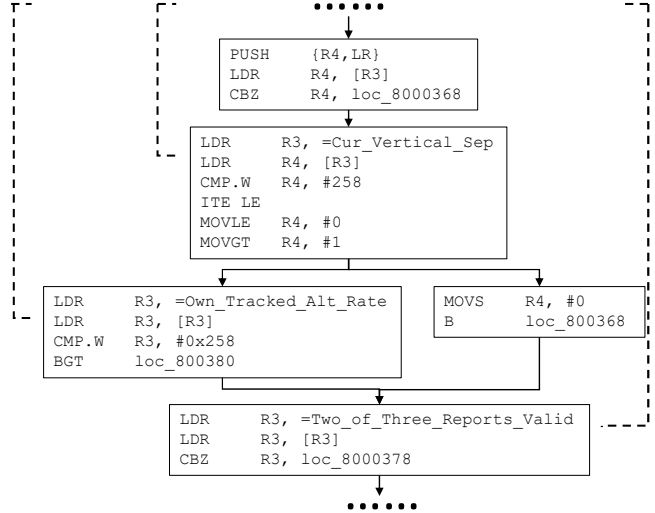 PUSH {R4,LR}
LDR R4, [R3]
CBZ R4, loc_8000368
LDR R3, =Cur_Vertical_Sep
LDR R4, [R3]
CMP.W R4, #258
ITE LE
MOVLE R4, #0
MOVGT R4, #1
LDR R3, =Own_Tracked_Alt_Rate
LDR R3, [R3]
CMP.W R3, #0x258
BGT loc_800380
MOVS R4, #0
B loc_800368
LDR R3, =Two_of_Three_Reports_Valid
LDR R3, [R3]
CBZ R3, loc_8000378